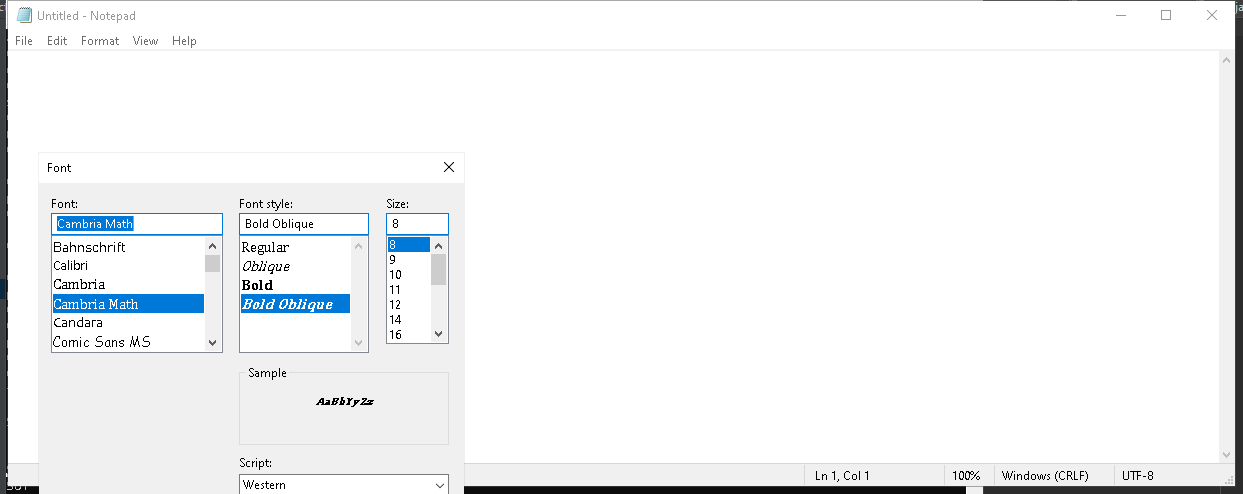 Untitled - Notepad
File Edit Format View Help
Font
Font: Font style: Size:
Cambria Math Bold Oblique 8
Bahnschrift Regular 8
Calibri Oblique 9
Cambria Bold 10
Cambria Math Bold Oblique 11
Candara 12
Comic Sans MS 14
16
Sample
AaBbYyZz
Script:
Western
Ln 1, Col 1 100% Windows (CRLF) UTF-8